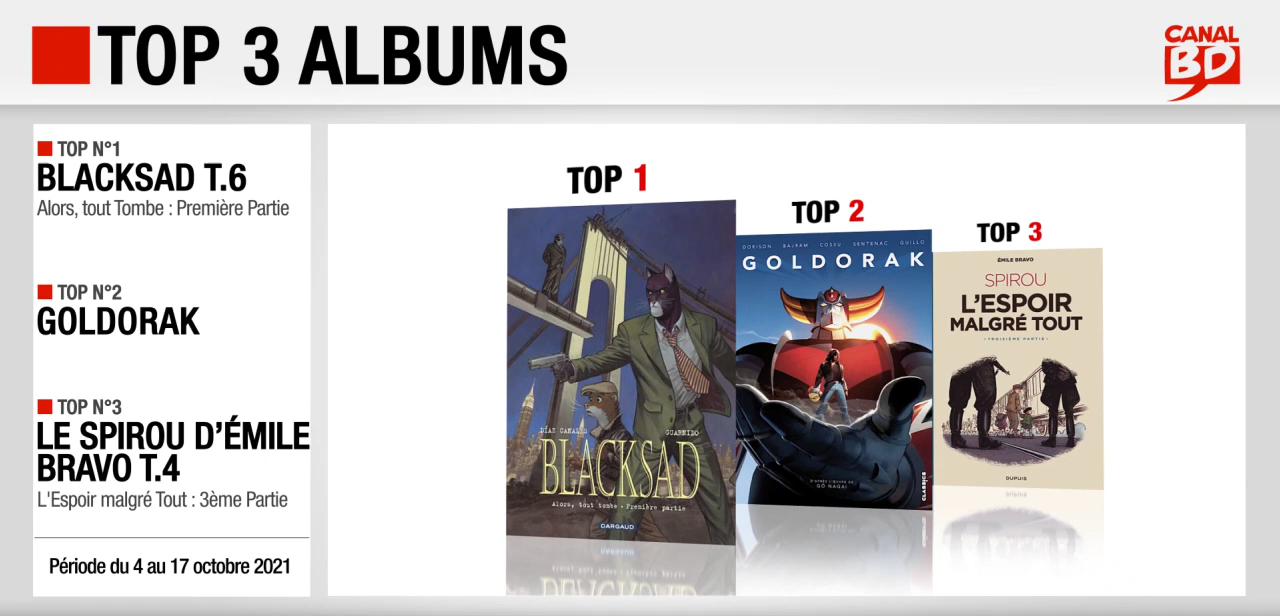 TOP 3 ALBUMS
CANAL
BD
TOP N°1
BLACKSAD T.6
Alors, tout Tombe : Première Partie
TOP N°2
GOLDORAK
TOP N°3
LE SPIROU D'ÉMILE
BRAVO T.4
L'Espoir malgré Tout : 3ème Partie
Période du 4 au 17 octobre 2021
TOP 1
DÍAZ CANALES GUARNIDO
BLACKSAD
Alors, tout tombe - Première partie
DARGAUD
TOP 2
DORISON BAJRAM COSSU SENTENAC GUILLO
GOLDORAK
D'APRÈS L'ŒUVRE DE
GÔ NAGAI
CLASSICS
TOP 3
ÉMILE BRAVO
SPIROU
L'ESPOIR
MALGRÉ TOUT
- TROISIÈME PARTIE -
DUPUIS